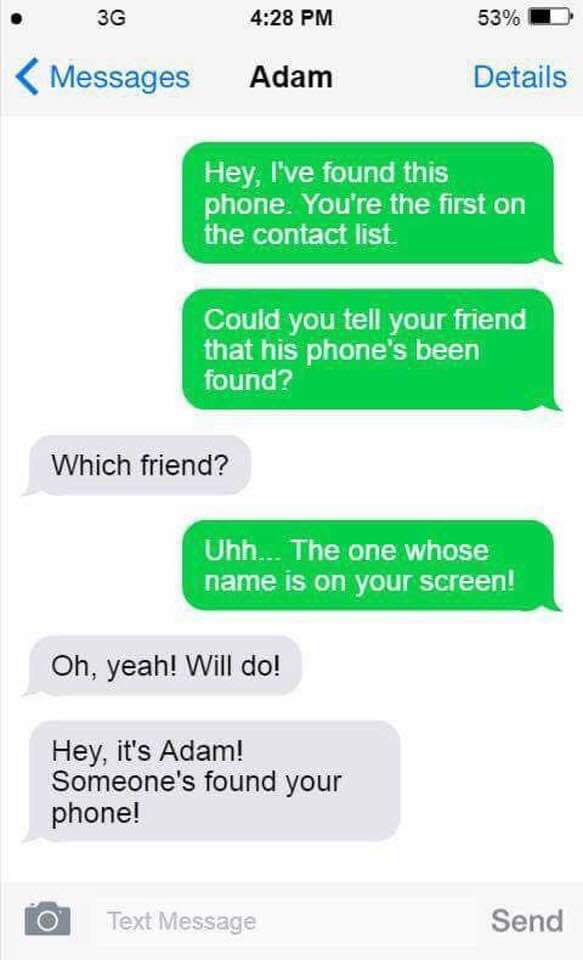 3G 4:28 PM 53%
Messages Adam Details
Hey, I've found this
phone. You're the first on
the contact list.
Could you tell your friend
that his phone's been
found?
Which friend?
Uhh... The one whose
name is on your screen!
Oh, yeah! Will do!
Hey, it's Adam!
Someone's found your
phone!
Text Message Send